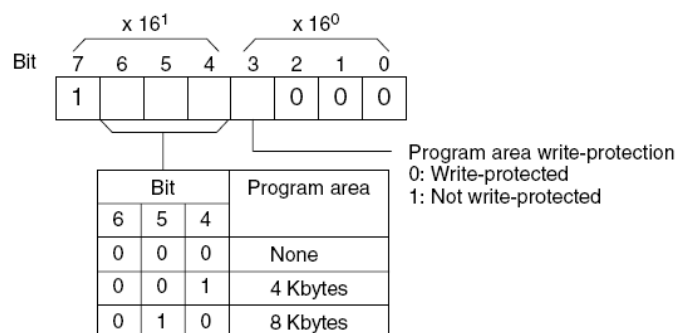 x 16¹ x 16⁰
Bit 7 6 5 4 3 2 1 0
1 0 0 0
Program area write-protection
0: Write-protected
1: Not write-protected
Bit Program area
6 5 4
0 0 0 None
0 0 1 4 Kbytes
0 1 0 8 Kbytes